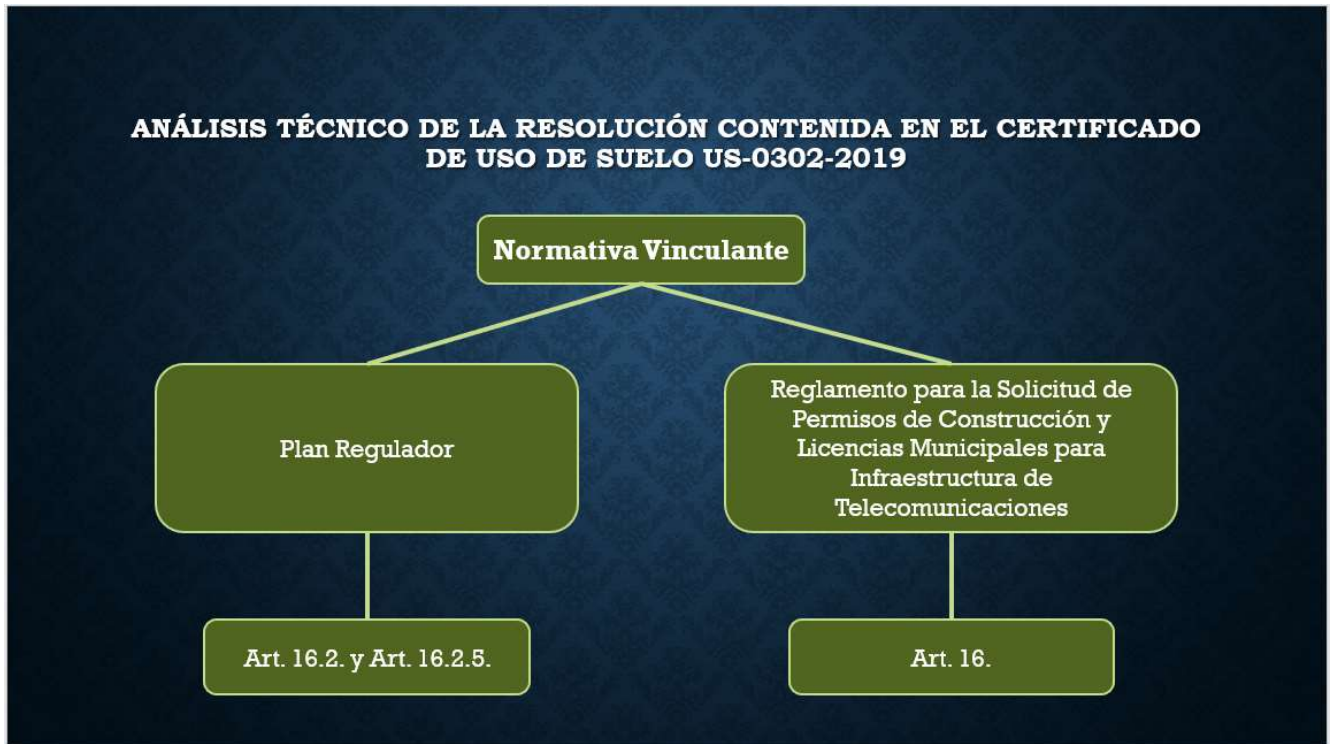 ANÁLISIS TÉCNICO DE LA RESOLUCIÓN CONTENIDA EN EL CERTIFICADO
DE USO DE SUELO US-0302-2019
Normativa Vinculante
Plan Regulador
Reglamento para la Solicitud de
Permisos de Construcción y
Licencias Municipales para
Infraestructura de
Telecomunicaciones
Art. 16.2. y Art. 16.2.5.
Art. 16.